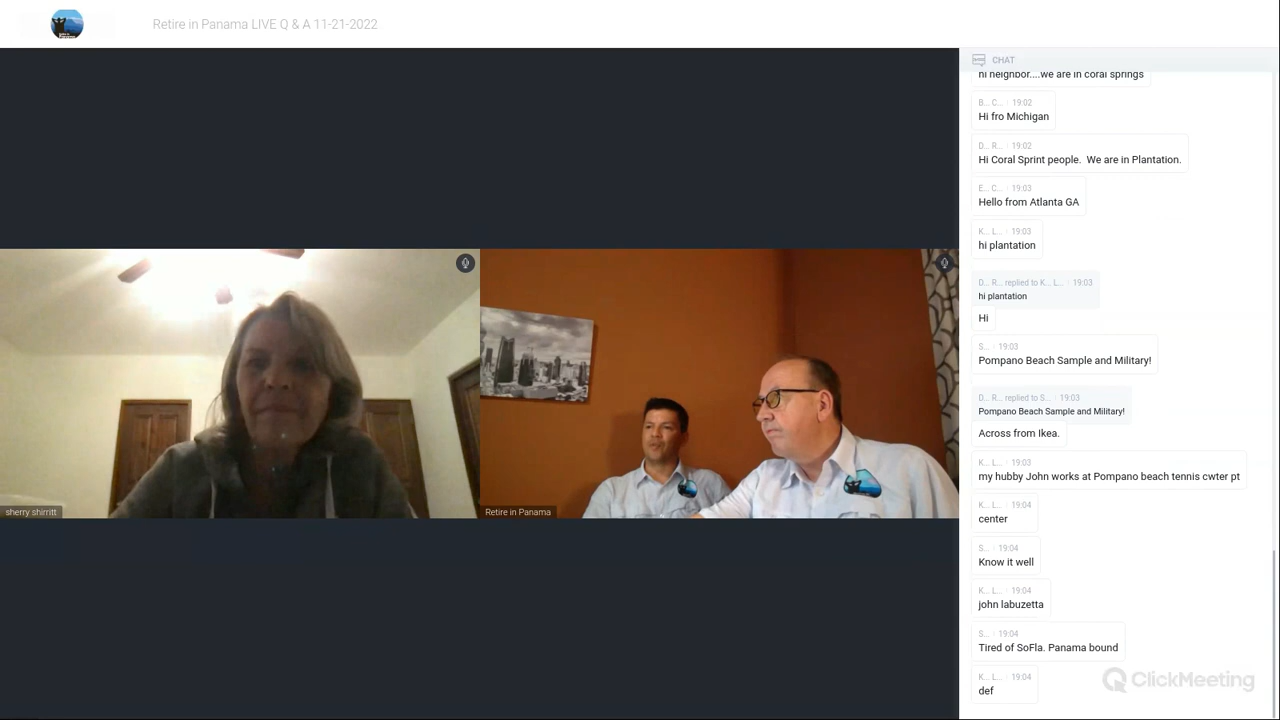 Retire in Panama LIVE Q & A 11-21-2022
CHAT
hi neighbor....we are in coral springs
B... C... 19:02
Hi fro Michigan
D... R... 19:02
Hi Coral Sprint people. We are in Plantation.
E... C... 19:03
Hello from Atlanta GA
K... L... 19:03
hi plantation
D... R... replied to K... L... 19:03
hi plantation
Hi
S... 19:03
Pompano Beach Sample and Military!
D... R... replied to S... 19:03
Pompano Beach Sample and Military!
Across from Ikea.
K... L... 19:03
my hubby John works at Pompano beach tennis cwter pt
K... L... 19:04
center
S... 19:04
Know it well
K... L... 19:04
john labuzetta
S... 19:04
Tired of SoFla. Panama bound
K... L... 19:04
def
ClickMeeting
sherry shirritt
Retire in Panama